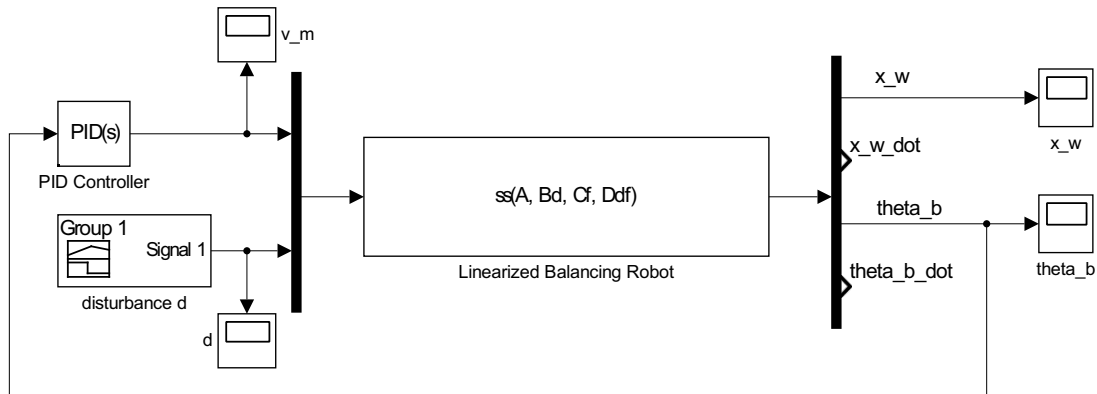 v_m
x_w
x_w
PID(s)
PID Controller
x_w_dot
ss(A, Bd, Cf, Ddf)
theta_b
Group 1
Signal 1
Linearized Balancing Robot
theta_b_dot
theta_b
disturbance d
d